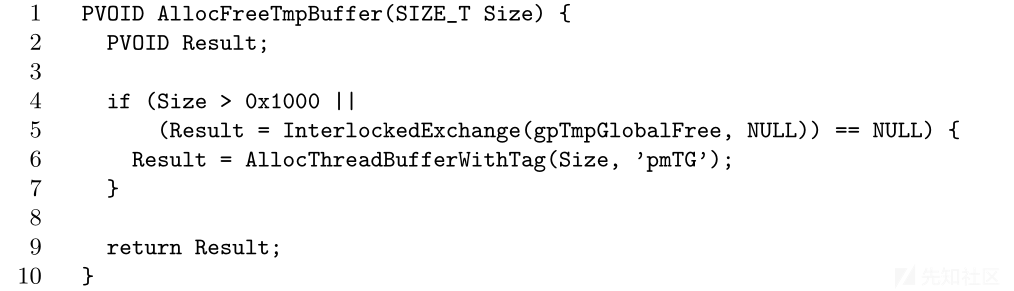 1 PVOID AllocFreeTmpBuffer(SIZE_T Size) {
2 PVOID Result;
3
4 if (Size > 0x1000 ||
5 (Result = InterlockedExchange(gpTmpGlobalFree, NULL)) == NULL) {
6 Result = AllocThreadBufferWithTag(Size, ’pmTG’);
7 }
8
9 return Result;
10 }
先知社区